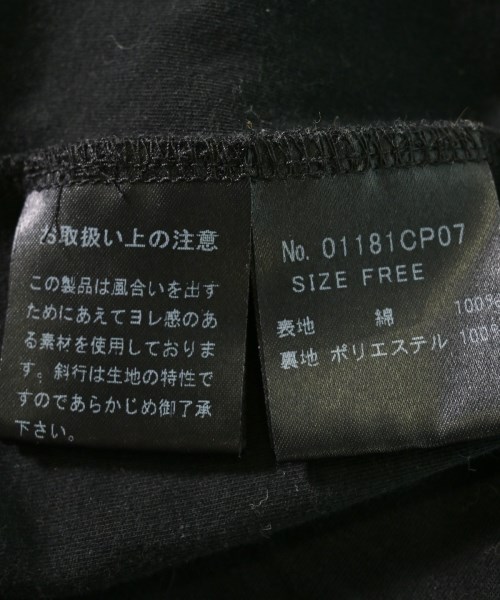 お取扱い上の注意
この製品は風合いを出す
ためにあえてヨレ感のあ
る素材を使用しておりま
す。斜行は生地の特性で
すのであらかじめ御了承
下さい。
No. 01181CP07
SIZE FREE
表地 綿 100%
裏地 ポリエステル 100%